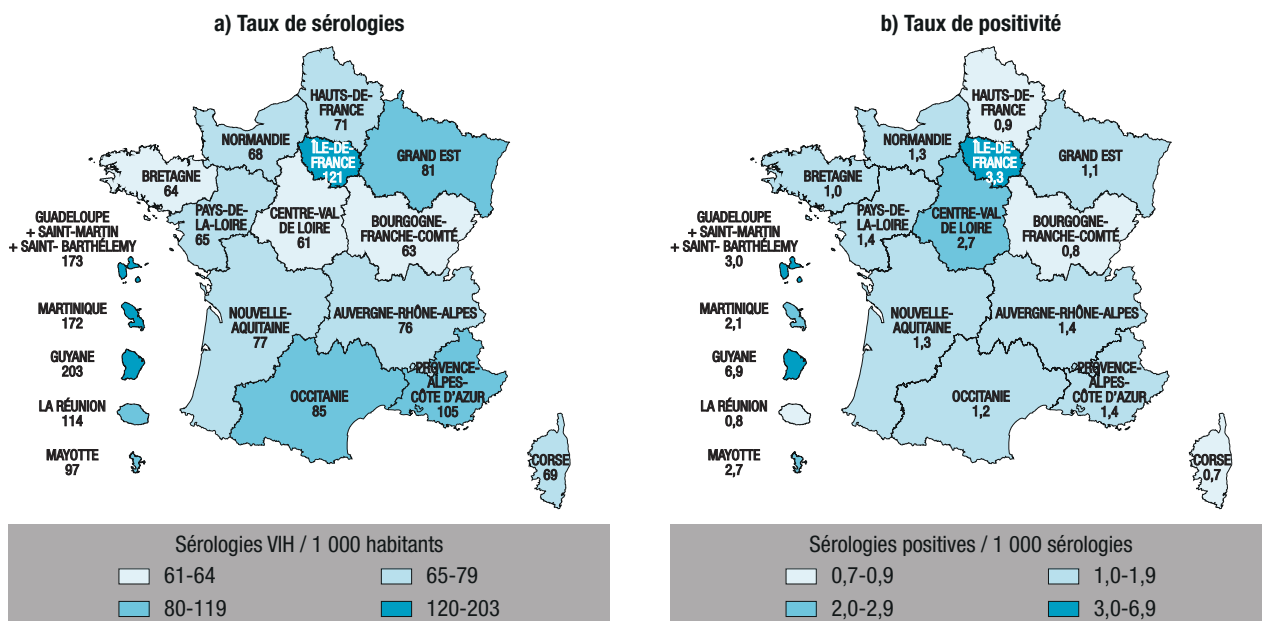 a) Taux de sérologies
HAUTS-DE-
FRANCE
71
NORMANDIE
68
ÎLE-DE-
FRANCE
121
GRAND EST
81
BRETAGNE
64
PAYS-DE-
LA-LOIRE
65
CENTRE-VAL
DE LOIRE
61
BOURGOGNE-
FRANCHE-COMTÉ
63
GUADELOUPE
+ SAINT-MARTIN
+ SAINT- BARTHÉLEMY
173
MARTINIQUE
172
GUYANE
203
LA RÉUNION
114
MAYOTTE
97
NOUVELLE-
AQUITAINE
77
AUVERGNE-RHÔNE-ALPES
76
OCCITANIE
85
PROVENCE-
ALPES-
CÔTE D'AZUR
105
CORSE
69
Sérologies VIH / 1 000 habitants
61-64
65-79
80-119
120-203
b) Taux de positivité
HAUTS-DE-
FRANCE
0,9
NORMANDIE
1,3
ÎLE-DE-
FRANCE
3,3
GRAND EST
1,1
BRETAGNE
1,0
PAYS-DE-
LA-LOIRE
1,4
CENTRE-VAL
DE LOIRE
2,7
BOURGOGNE-
FRANCHE-COMTÉ
0,8
GUADELOUPE
+ SAINT-MARTIN
+ SAINT- BARTHÉLEMY
3,0
MARTINIQUE
2,1
GUYANE
6,9
LA RÉUNION
0,8
MAYOTTE
2,7
NOUVELLE-
AQUITAINE
1,3
AUVERGNE-RHÔNE-ALPES
1,4
OCCITANIE
1,2
PROVENCE-
ALPES-
CÔTE D'AZUR
1,4
CORSE
0,7
Sérologies positives / 1 000 sérologies
0,7-0,9
1,0-1,9
2,0-2,9
3,0-6,9